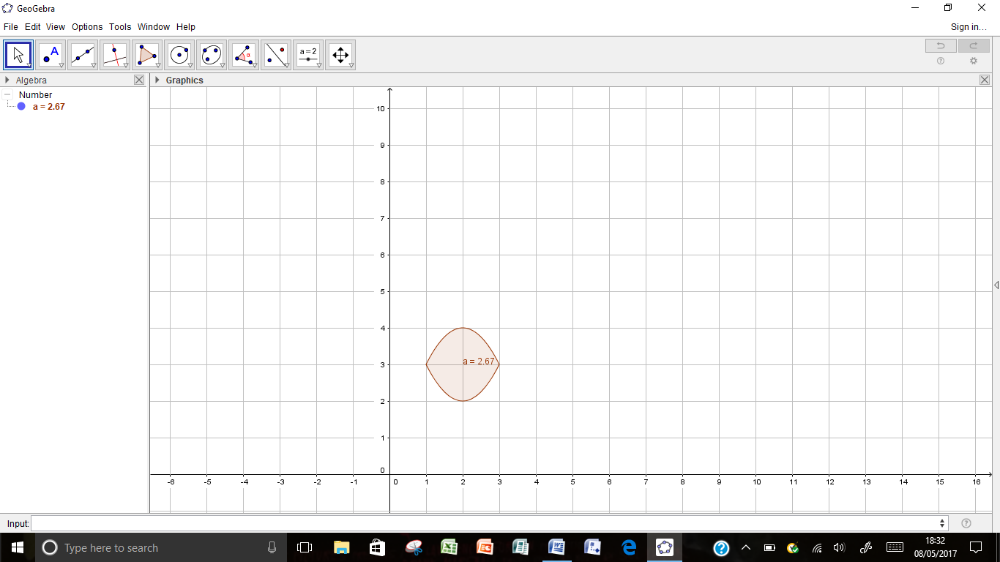 GeoGebra
File Edit View Options Tools Window Help Sign in...
A α a=2
Algebra
Graphics
Number
a = 2.67
10
9
8
7
6
5
4
3
2
1
0
a = 2.67
-6 -5 -4 -3 -2 -1 0 1 2 3 4 5 6 7 8 9 10 11 12 13 14 15 16
Input:
Type here to search
18:32
08/05/2017